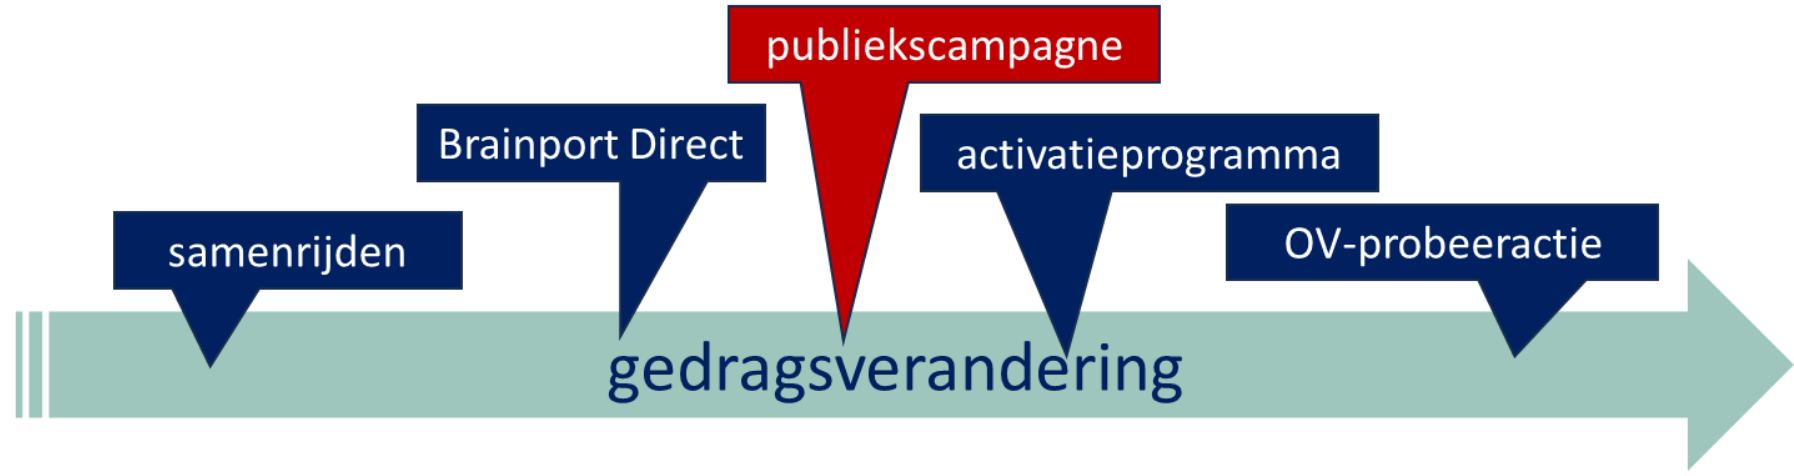 publiekscampagne
Brainport Direct
activatieprogramma
samenrijden
OV-probeeractie
gedragsverandering